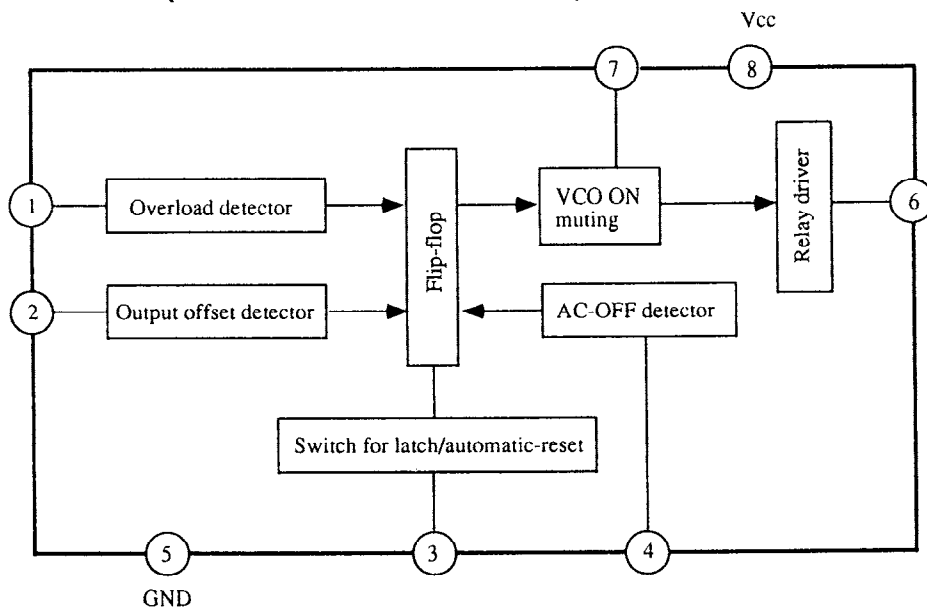 Vcc
7
8
1
Overload detector
Flip-flop
VCO ON
muting
Relay driver
6
2
Output offset detector
AC-OFF detector
Switch for latch/automatic-reset
5
3
4
GND